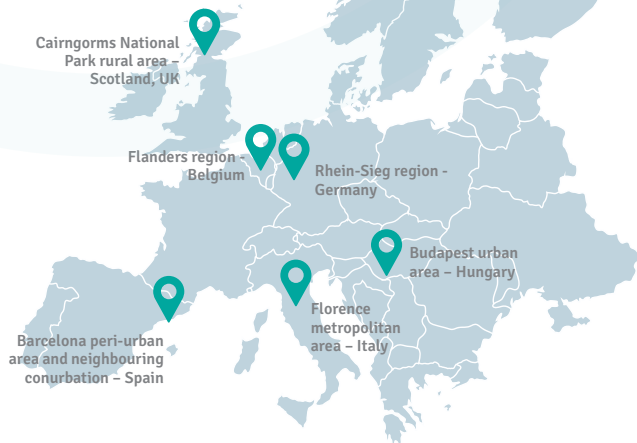 Cairngorms National
Park rural area –
Scotland, UK
Flanders region -
Belgium
Rhein-Sieg region -
Germany
Budapest urban
area – Hungary
Florence
metropolitan
area – Italy
Barcelona peri-urban
area and neighbouring
conurbation – Spain